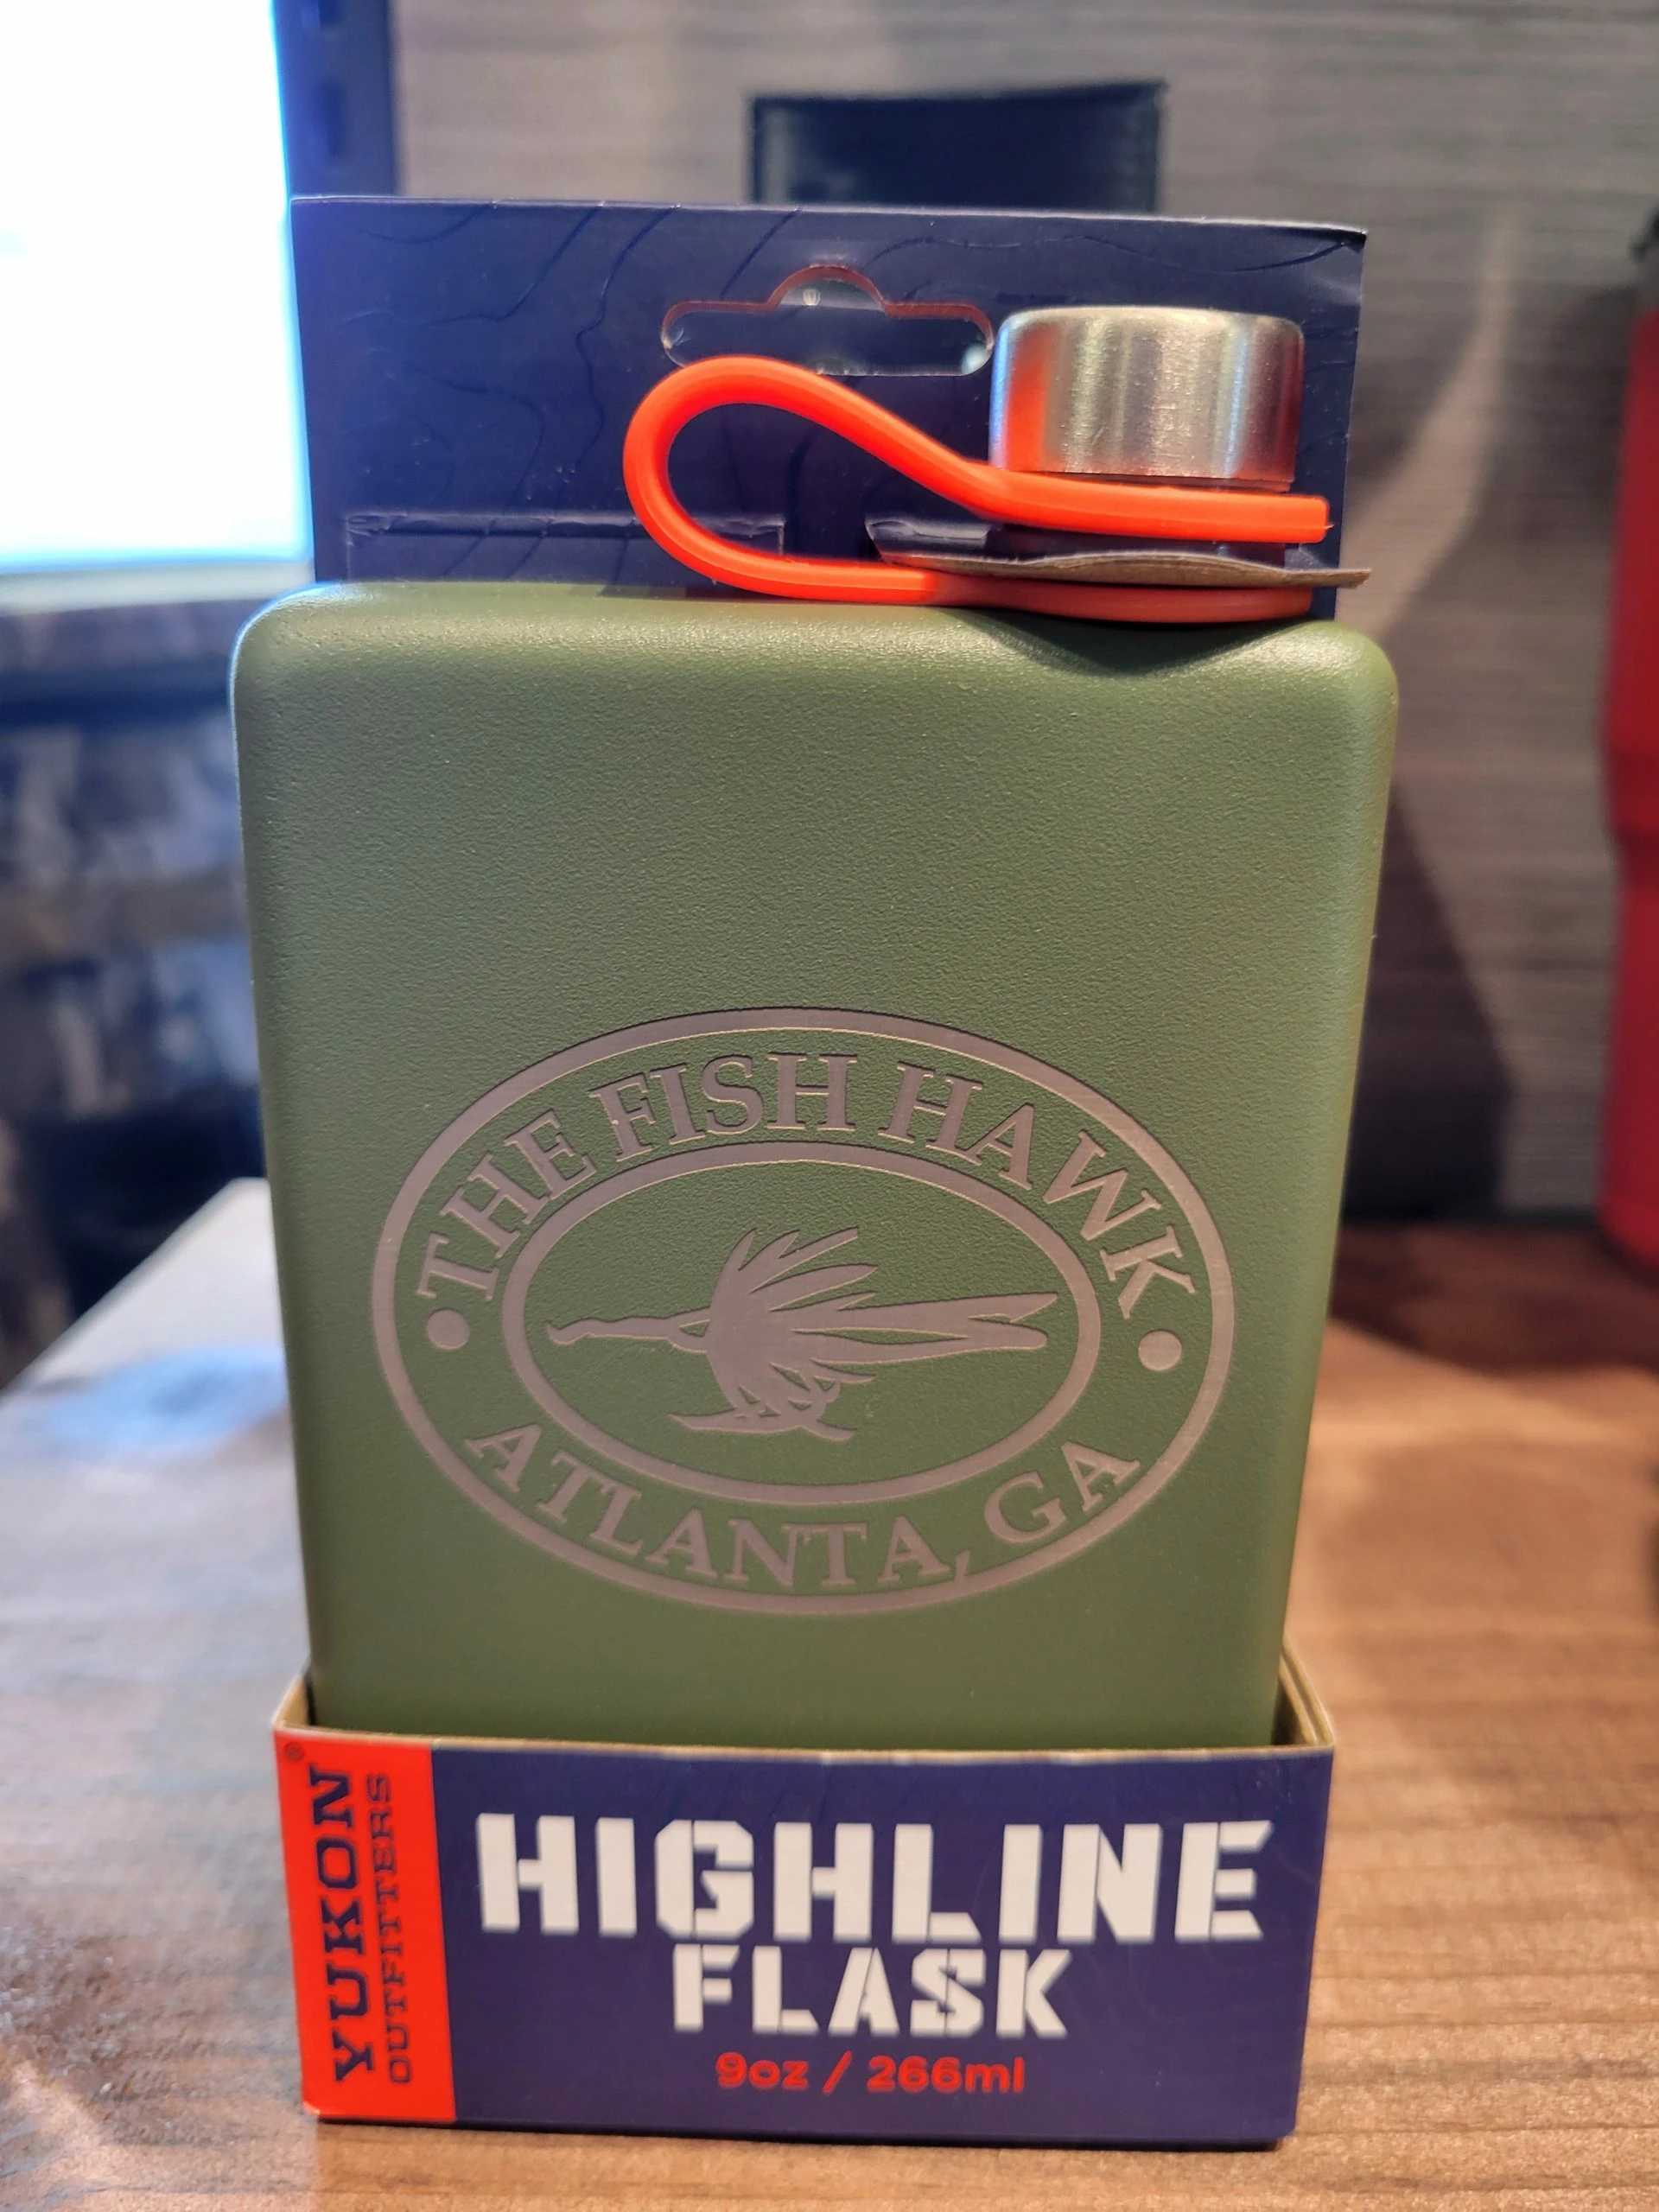 THE FISH HAWK
ATLANTA, GA
YUKON®
OUTFITTERS
HIGHLINE
FLASK
9oz / 266ml